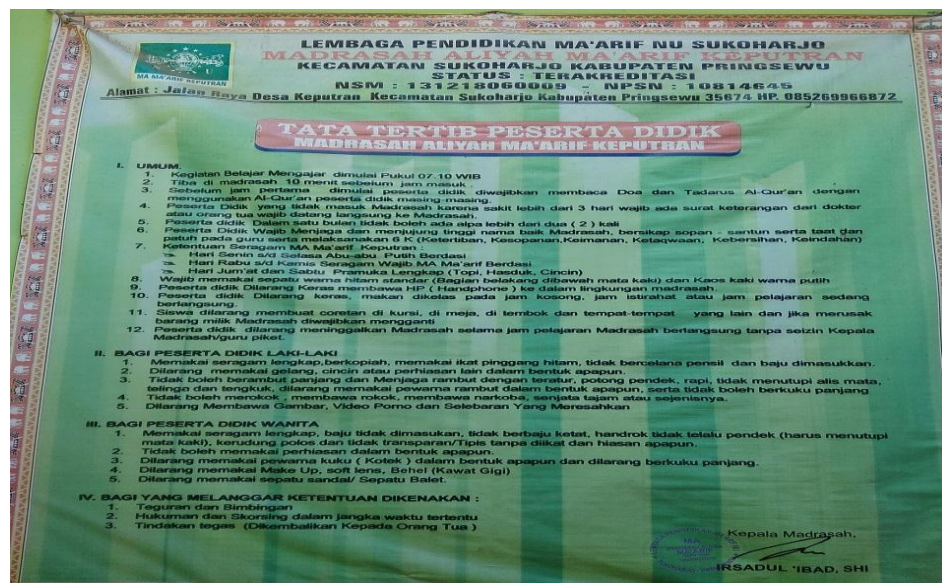 MA MA'ARIF KEPUTRAN
LEMBAGA PENDIDIKAN MA'ARIF NU SUKOHARJO
MADRASAH ALIYAH MA'ARIF KEPUTRAN
KECAMATAN SUKOHARJO KABUPATEN PRINGSEWU
STATUS : TERAKREDITASI
NSM : 131218060009 - NPSN : 10814645
Alamat : Jalan Raya Desa Keputran Kecamatan Sukoharjo Kabupaten Pringsewu 35674 HP. 085269966872
TATA TERTIB PESERTA DIDIK
MADRASAH ALIYAH MA'ARIF KEPUTRAN
I. UMUM.
1. Kegiatan Belajar Mengajar dimulai Pukul 07.10 WIB
2. Tiba di madrasah 10 menit sebelum jam masuk .
3. Sebelum jam pertama dimulai peserta didik diwajibkan membaca Doa dan Tadarus Al-Qur'an dengan
menggunakan Al-Qur'an peserta didik masing-masing.
4. Peserta Didik yang tidak masuk Madrasah karena sakit lebih dari 3 hari wajib ada surat keterangan dari dokter
atau orang tua wajib datang langsung ke Madrasah.
5. Peserta didik Dalam satu bulan tidak boleh ada alpa lebih dari dua ( 2 ) kali
6. Peserta Didik Wajib Menjaga dan menjujung tinggi nama baik Madrasah, bersikap sopan - santun serta taat dan
patuh pada guru serta melaksanakan 6 K (Ketertiban, Kesopanan,Keimanan, Ketaqwaan, Kebersihan, Keindahan)
7. Ketentuan Seragam MA Ma'arif Keputran :
Hari Senin s/d Selasa Abu-abu Putih Berdasi
Hari Rabu s/d Kamis Seragam Wajib MA Ma'arif Berdasi
Hari Jum'at dan Sabtu Pramuka Lengkap (Topi, Hasduk, Cincin)
8. Wajib memakai sepatu warna hitam standar (Bagian belakang dibawah mata kaki) dan Kaos kaki warna putih
9. Peserta didik Dilarang Keras membawa HP ( Handphone ) ke dalam lingkungan madrasah.
10. Peserta didik Dilarang keras, makan dikelas pada jam kosong, jam istirahat atau jam pelajaran sedang
berlangsung.
11. Siswa dilarang membuat coretan di kursi, di meja, di tembok dan tempat-tempat yang lain dan jika merusak
barang milik Madrasah diwajibkan mengganti
12. Peserta didik dilarang meninggalkan Madrasah selama jam pelajaran Madrasah berlangsung tanpa seizin Kepala
Madrasah/guru piket.
II. BAGI PESERTA DIDIK LAKI-LAKI
1. Memakai seragam lengkap,berkopiah, memakai ikat pinggang hitam, tidak bercelana pensil dan baju dimasukkan.
2. Dilarang memakai gelang, cincin atau perhiasan lain dalam bentuk apapun.
3. Tidak boleh berambut panjang dan Menjaga rambut dengan teratur, potong pendek, rapi, tidak menutupi alis mata,
telinga dan tengkuk, dilarang memakai pewarna rambut dalam bentuk apapun, serta tidak boleh berkuku panjang
4. Tidak boleh merokok , membawa rokok, membawa narkoba, senjata tajam atau sejenisnya.
5. Dilarang Membawa Gambar, Video Porno dan Selebaran Yang Meresahkan
III. BAGI PESERTA DIDIK WANITA
1. Memakai seragam lengkap, baju tidak dimasukan, tidak berbaju ketat, handrok tidak telalu pendek (harus menutupi
mata kaki), kerudung polos dan tidak transparan/Tipis tanpa diikat dan hiasan apapun.
2. Tidak boleh memakai perhiasan dalam bentuk apapun.
3. Dilarang memakai pewarna kuku ( Kotek ) dalam bentuk apapun dan dilarang berkuku panjang.
4. Dilarang memakai Make Up, soft lens, Behel (Kawat Gigi)
5. Dilarang memakai sepatu sandal/ Sepatu Balet.
IV. BAGI YANG MELANGGAR KETENTUAN DIKENAKAN :
1. Teguran dan Bimbingan
2. Hukuman dan Skorsing dalam jangka waktu tertentu
3. Tindakan tegas (Dikembalikan Kepada Orang Tua )
Kepala Madrasah,
IRSADUL 'IBAD, SHI